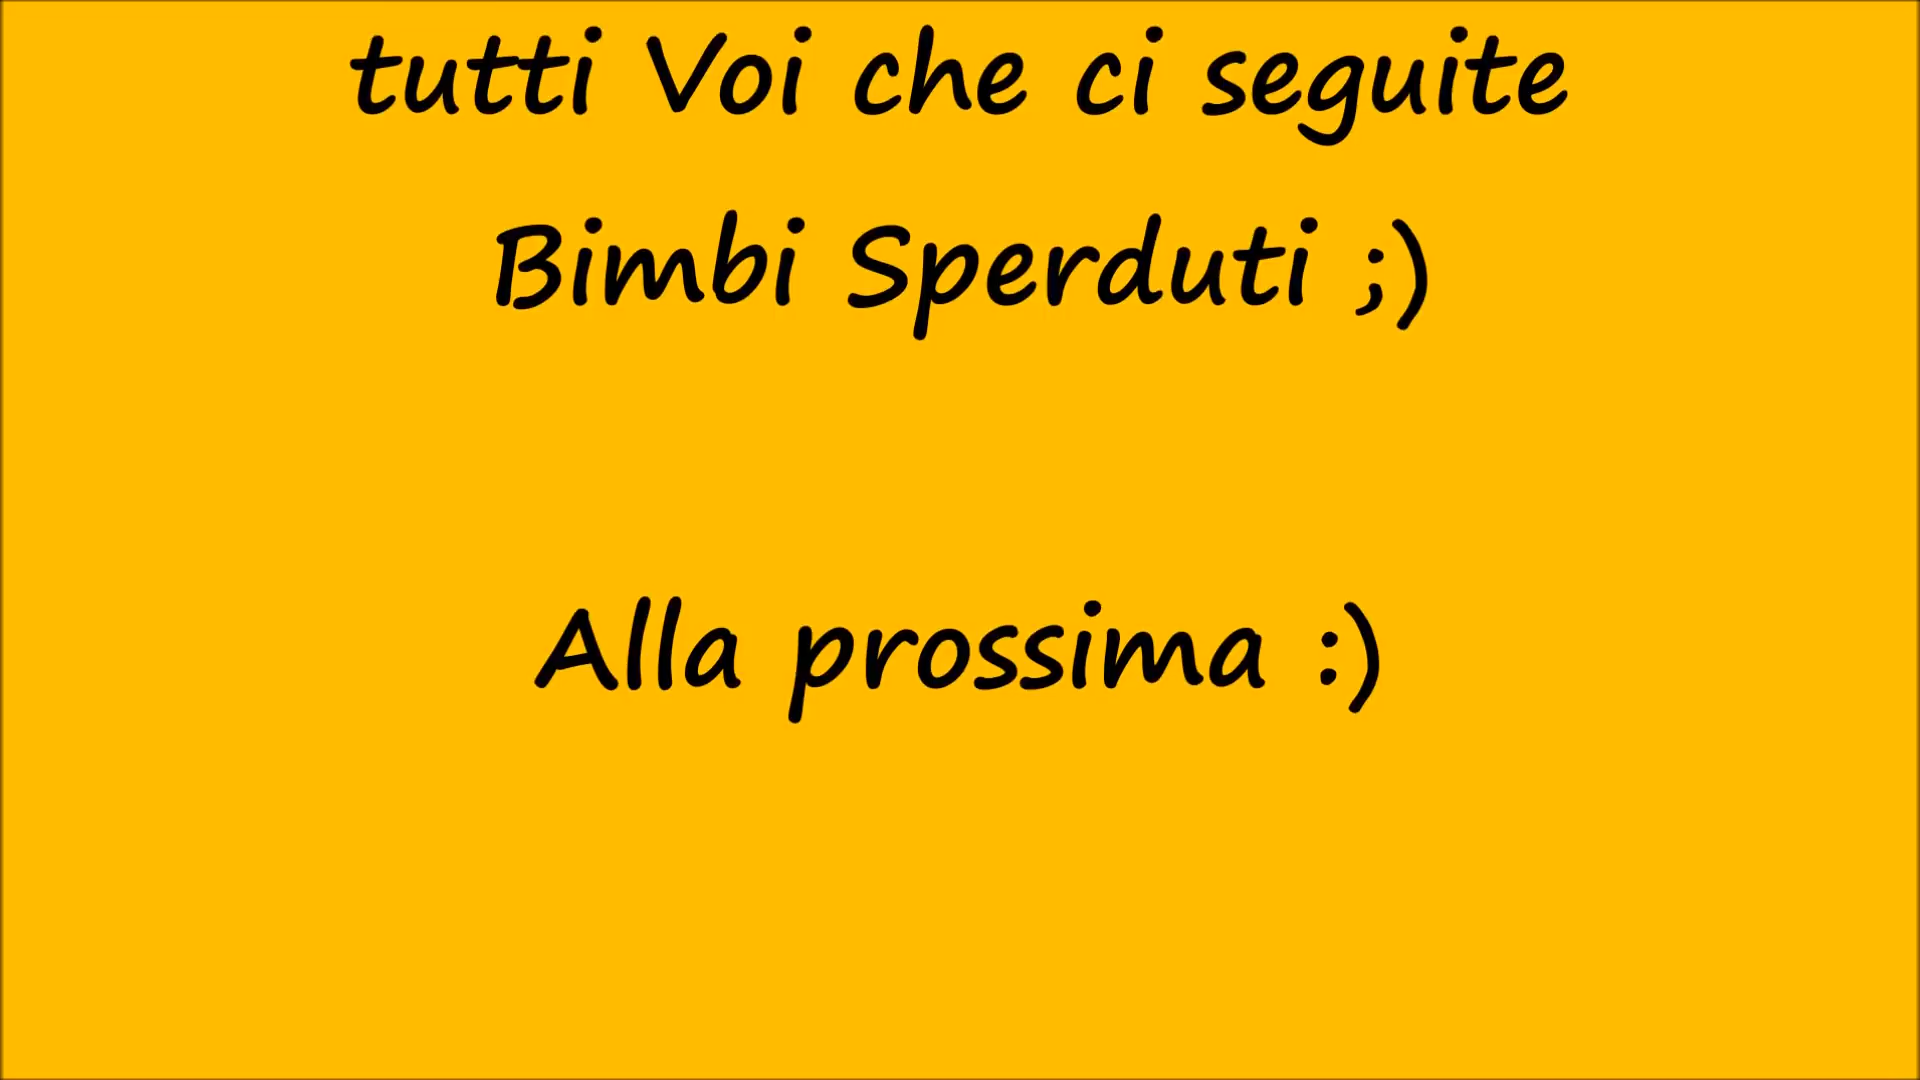 tutti Voi che ci seguite
Bimbi Sperduti ;)
Alla prossima :)